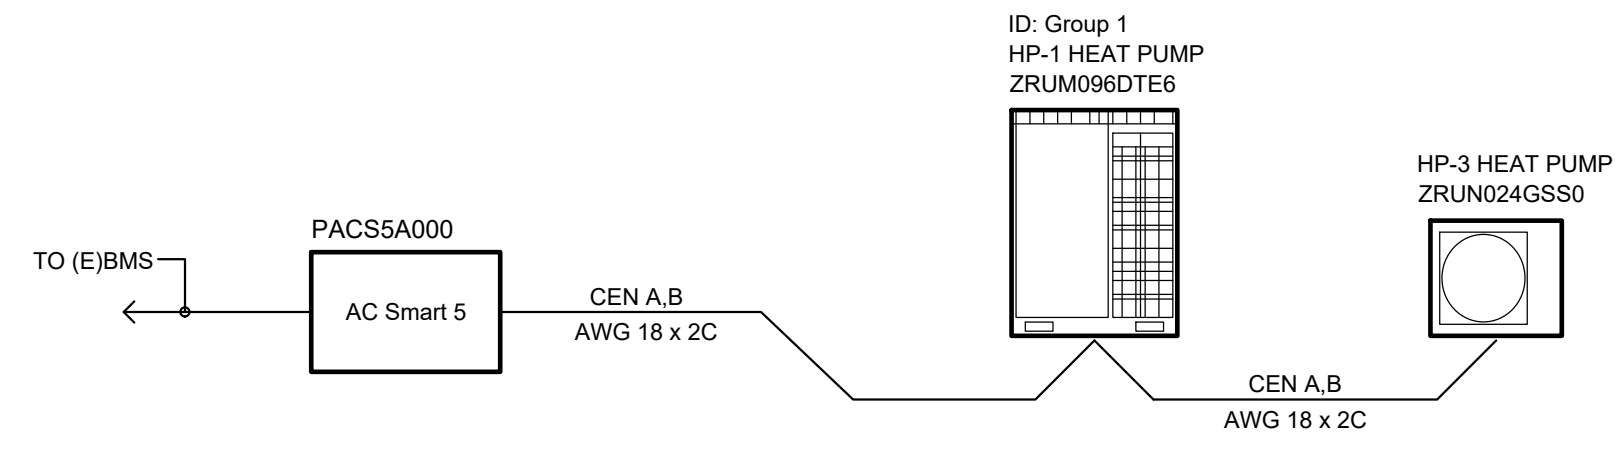 ID: Group 1
HP-1 HEAT PUMP
ZRUM096DTE6
HP-3 HEAT PUMP
ZRUN024GSS0
PACS5A000
TO (E)BMS
AC Smart 5
CEN A,B
AWG 18 x 2C
CEN A,B
AWG 18 x 2C